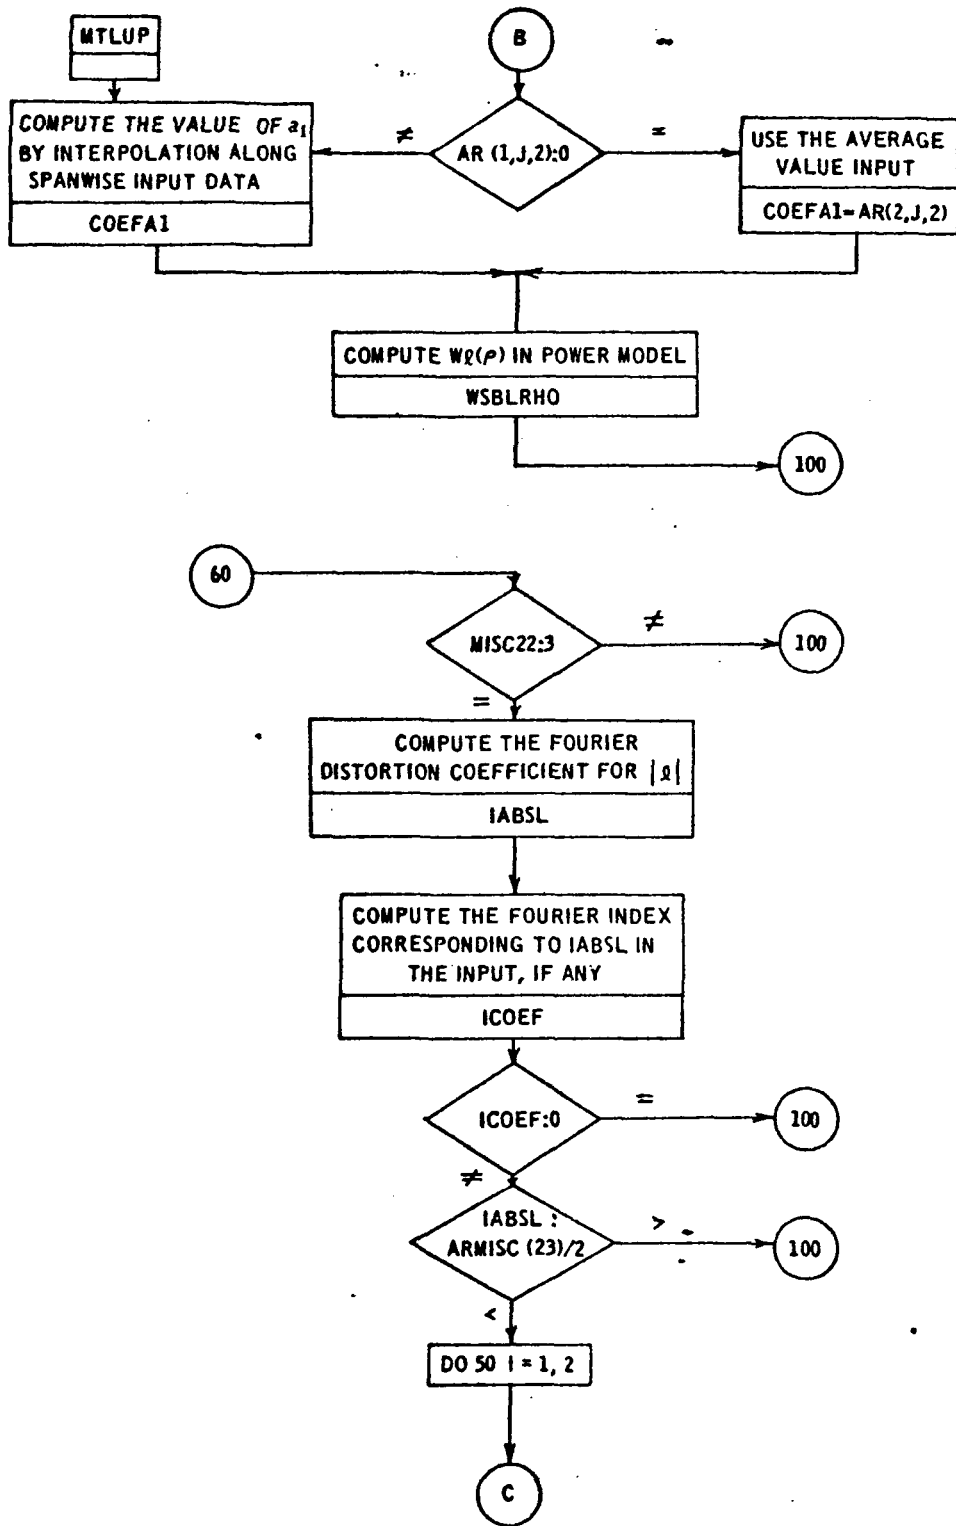 MTLUP
B
COMPUTE THE VALUE OF a1
BY INTERPOLATION ALONG
SPANWISE INPUT DATA
COEFA1
≠
AR (1,J,2):0
=
USE THE AVERAGE
VALUE INPUT
COEFA1=AR(2,J,2)
COMPUTE Wℓ(ρ) IN POWER MODEL
WSBLRHO
100
60
MISC22:3
≠
100
=
COMPUTE THE FOURIER
DISTORTION COEFFICIENT FOR |ℓ|
IABSL
COMPUTE THE FOURIER INDEX
CORRESPONDING TO IABSL IN
THE INPUT, IF ANY
ICOEF
ICOEF:0
=
100
≠
IABSL :
ARMISC (23)/2
>
100
<
DO 50 I = 1, 2
C